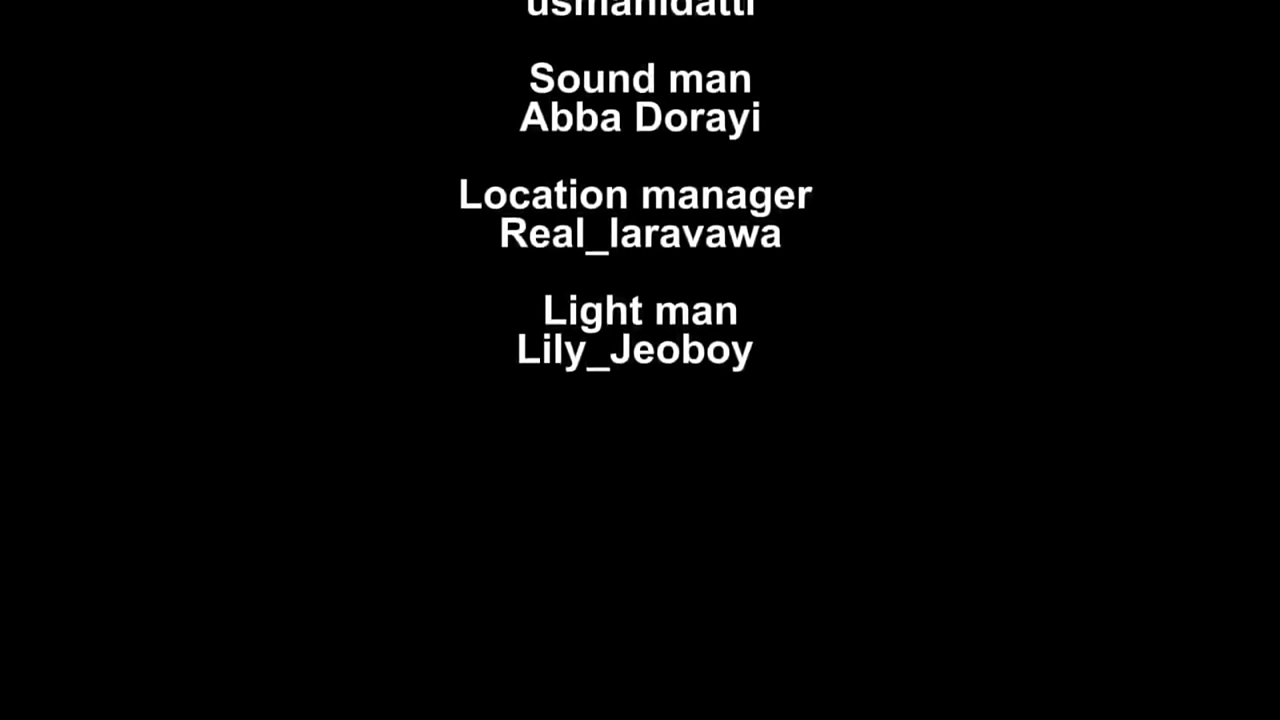 Sound man
Abba Dorayi
Location manager
Real_laravawa
Light man
Lily_Jeoboy